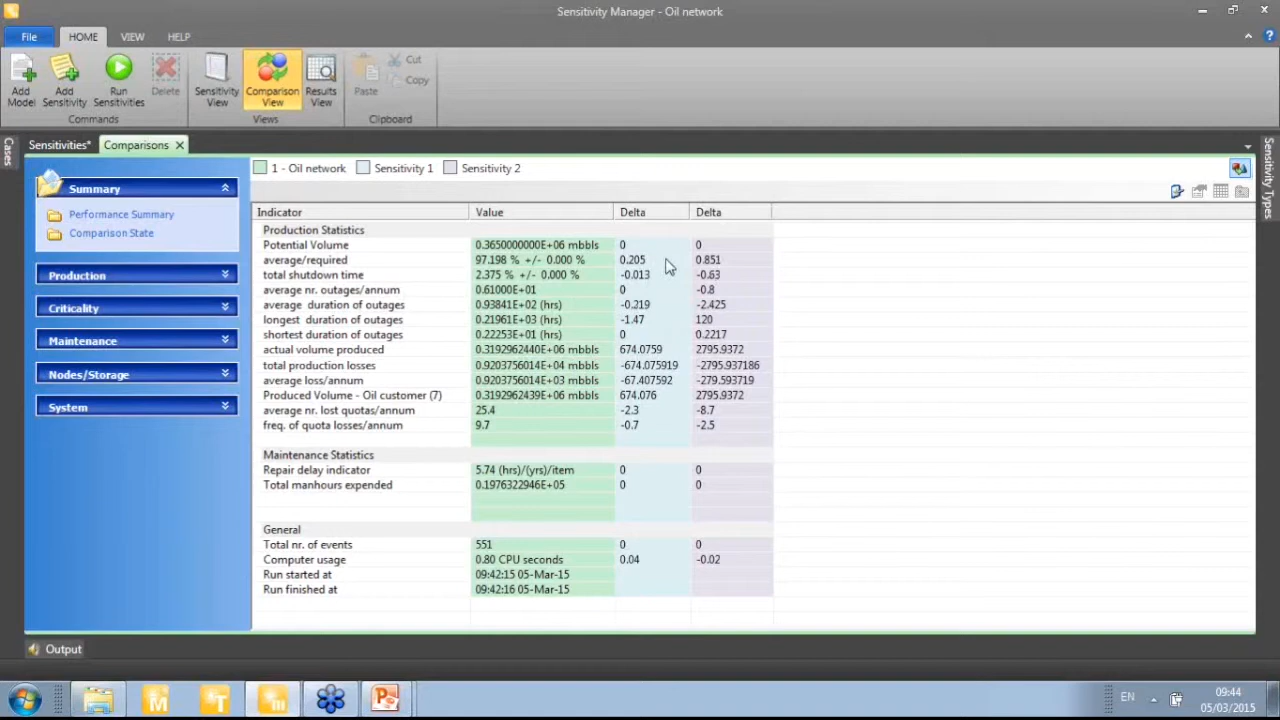 Sensitivity Manager - Oil network
File HOME VIEW HELP
Add Model
Add Sensitivity
Run Sensitivities
Delete
Sensitivity View
Comparison View
Results View
Paste
Cut
Copy
Commands Views Clipboard
Cases
Sensitivities* Comparisons
Sensitivity Types
Summary
Performance Summary
Comparison State
Production
Criticality
Maintenance
Nodes/Storage
System
1 - Oil network Sensitivity 1 Sensitivity 2
Indicator Value Delta Delta
Production Statistics
Potential Volume 0.3650000000E+06 mbbls 0 0
average/required 97.198 % +/- 0.000 % 0.205 0.851
total shutdown time 2.375 % +/- 0.000 % -0.013 -0.63
average nr. outages/annum 0.61000E+01 0 -0.8
average duration of outages 0.93841E+02 (hrs) -0.219 -2.425
longest duration of outages 0.21961E+03 (hrs) -1.47 120
shortest duration of outages 0.22253E+01 (hrs) 0 0.2217
actual volume produced 0.3192962440E+06 mbbls 674.0759 2795.9372
total production losses 0.9203756014E+04 mbbls -674.075919 -2795.937186
average loss/annum 0.9203756014E+03 mbbls -67.407592 -279.593719
Produced Volume - Oil customer (7) 0.3192962439E+06 mbbls 674.076 2795.9372
average nr. lost quotas/annum 25.4 -2.3 -8.7
freq. of quota losses/annum 9.7 -0.7 -2.5
Maintenance Statistics
Repair delay indicator 5.74 (hrs)/(yrs)/item 0 0
Total manhours expended 0.1976322946E+05 0 0
General
Total nr. of events 551 0 0
Computer usage 0.80 CPU seconds 0.04 -0.02
Run started at 09:42:15 05-Mar-15
Run finished at 09:42:16 05-Mar-15
Output
EN
09:44
05/03/2015